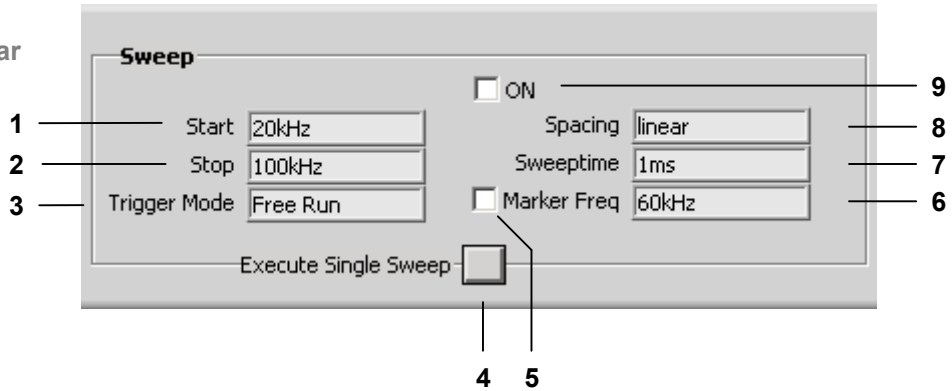 ar
Sweep
ON
9
1
Start
20kHz
Spacing
linear
8
2
Stop
100kHz
Sweeptime
1ms
7
3
Trigger Mode
Free Run
Marker Freq
60kHz
6
Execute Single Sweep
4
5